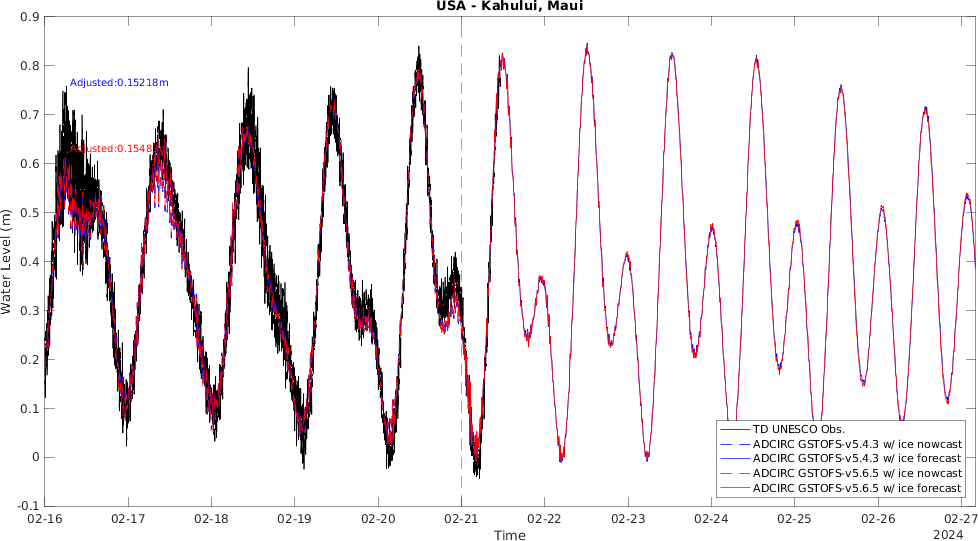 USA - Kahului, Maui
0.9
0.8
0.7
0.6
0.5
0.4
0.3
0.2
0.1
0
-0.1
Water Level (m)
Adjusted:0.15218m
TD UNESCO Obs.
ADCIRC GSTOFS-v5.4.3 w/ ice nowcast
ADCIRC GSTOFS-v5.4.3 w/ ice forecast
ADCIRC GSTOFS-v5.6.5 w/ ice nowcast
ADCIRC GSTOFS-v5.6.5 w/ ice forecast
02-16 02-17 02-18 02-19 02-20 02-21 02-22 02-23 02-24 02-25 02-26 02-27
Time
2024